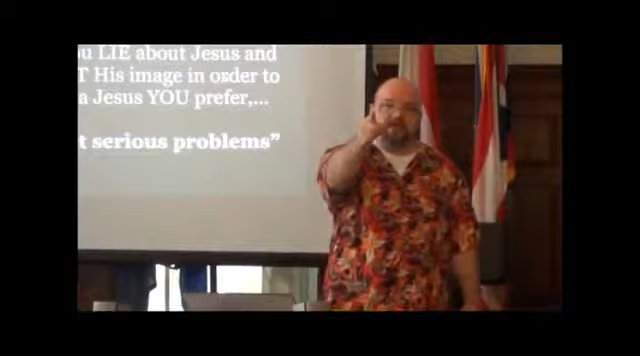 u LIE about Jesus and
T His image in order to
a Jesus YOU prefer,...
t serious problems”